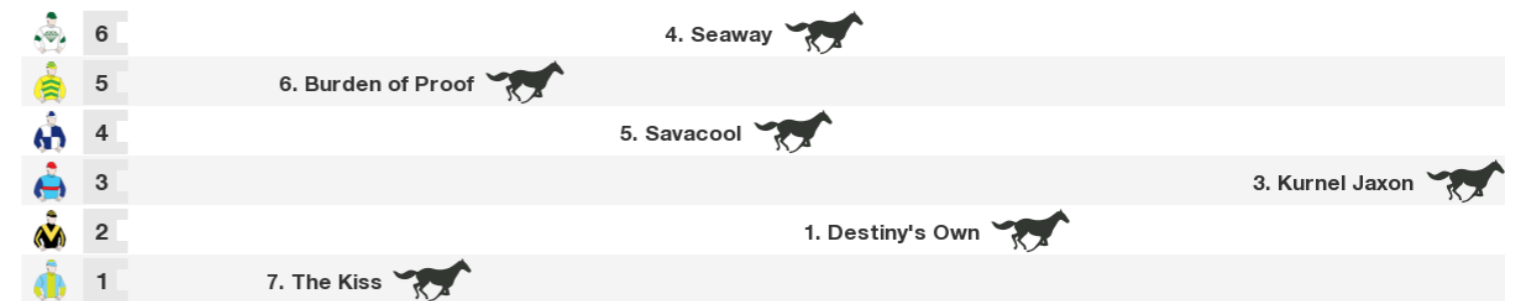 6 4. Seaway
5 6. Burden of Proof
4 5. Savacool
3 3. Kurnel Jaxon
2 1. Destiny's Own
1 7. The Kiss